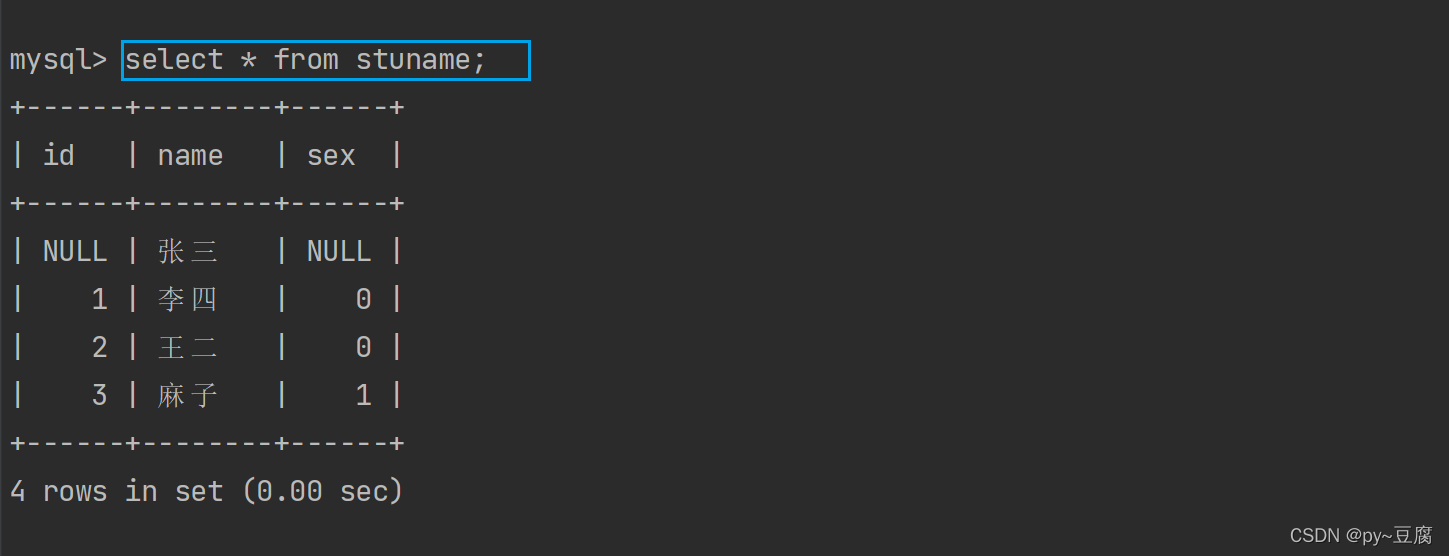 mysql> select * from stuname;
+------+--------+------+
| id   | name   | sex  |
+------+--------+------+
| NULL | 张三   | NULL |
|    1 | 李四   |    0 |
|    2 | 王二   |    0 |
|    3 | 麻子   |    1 |
+------+--------+------+
4 rows in set (0.00 sec)
CSDN @py~豆腐